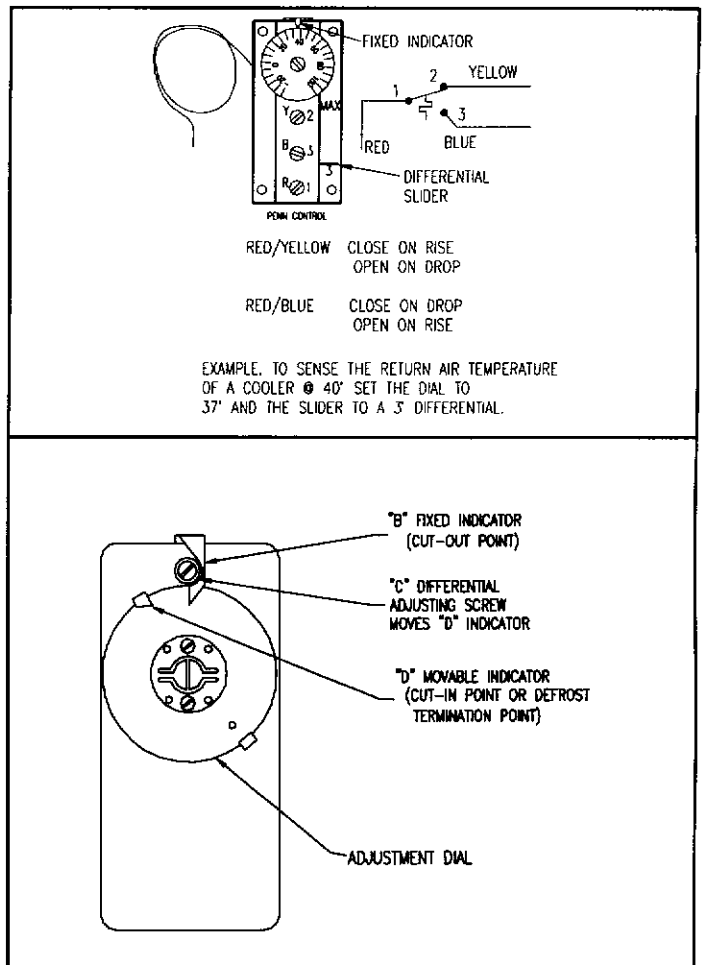 FIXED INDICATOR
40
MAX
Y 2
B 3
R 1
3
PENN CONTROL
1
2
YELLOW
3
RED
BLUE
DIFFERENTIAL
SLIDER
RED/YELLOW CLOSE ON RISE
OPEN ON DROP
RED/BLUE CLOSE ON DROP
OPEN ON RISE
EXAMPLE. TO SENSE THE RETURN AIR TEMPERATURE
OF A COOLER @ 40° SET THE DIAL TO
37° AND THE SLIDER TO A 3° DIFFERENTIAL.
"B" FIXED INDICATOR
(CUT-OUT POINT)
"C" DIFFERENTIAL
ADJUSTING SCREW
MOVES "D" INDICATOR
"D" MOVABLE INDICATOR
(CUT-IN POINT OR DEFROST
TERMINATION POINT)
ADJUSTMENT DIAL